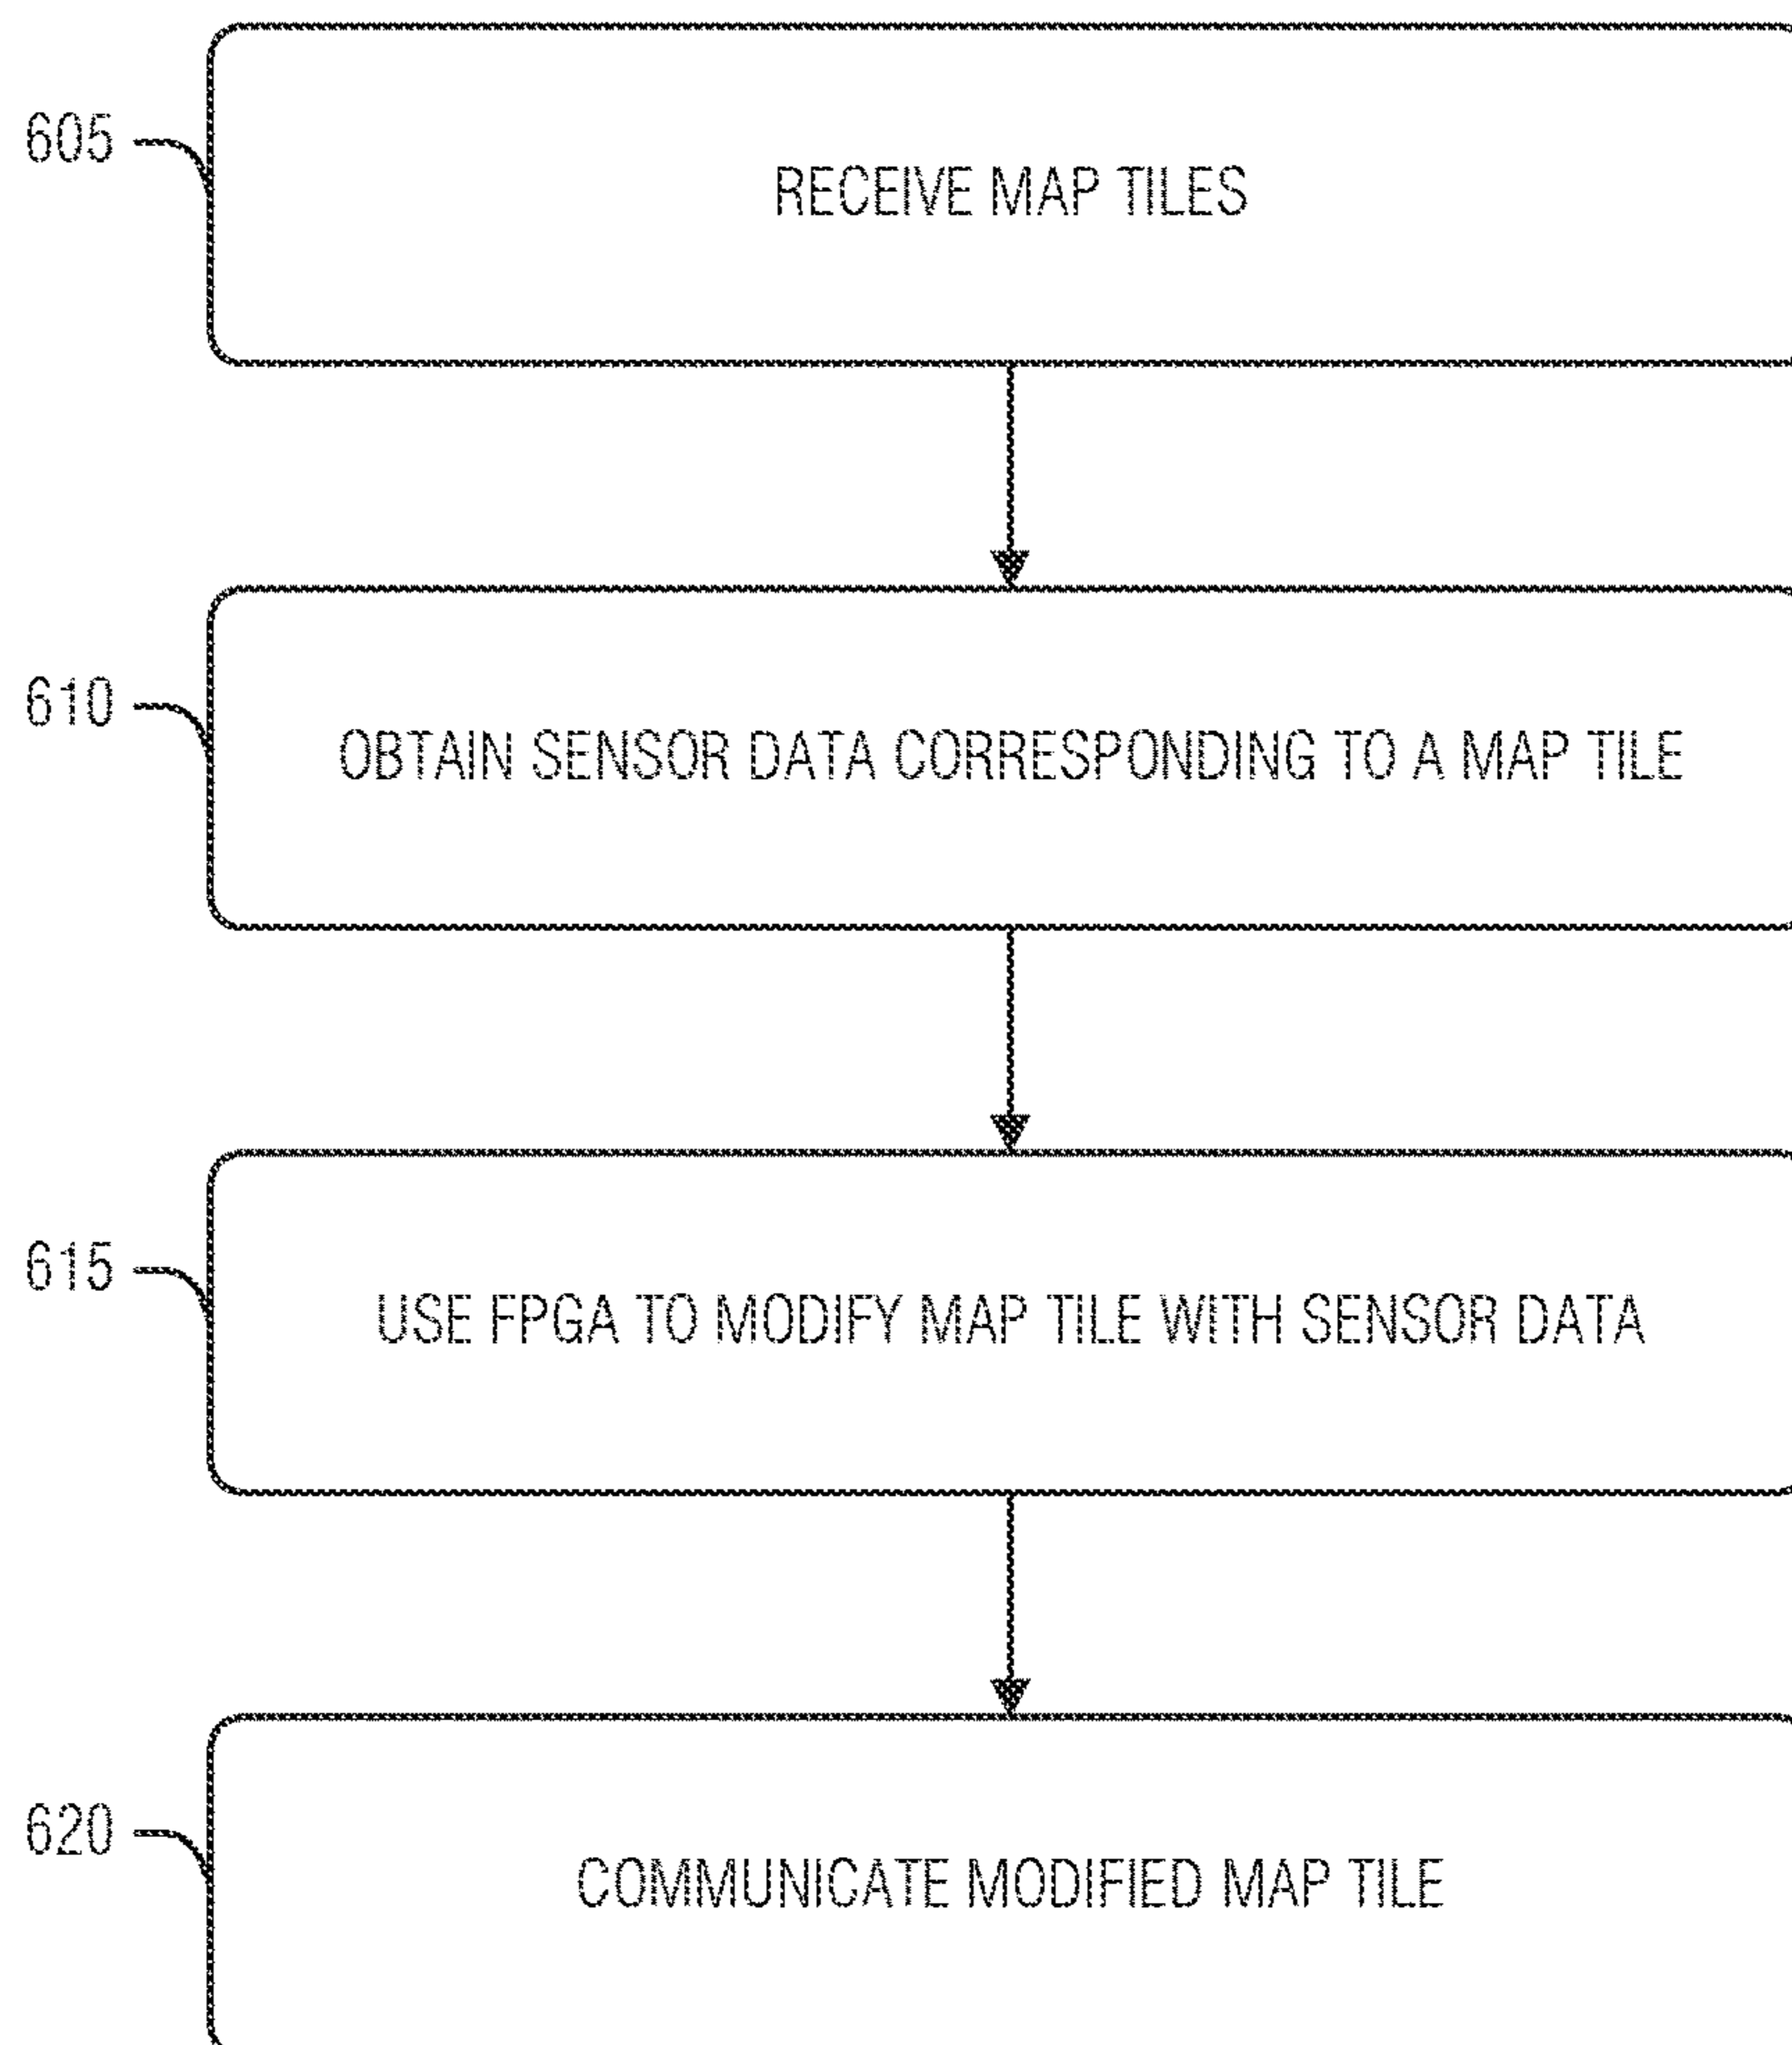 605
RECEIVE MAP TILES
610
OBTAIN SENSOR DATA CORRESPONDING TO A MAP TILE
615
USE FPGA TO MODIFY MAP TILE WITH SENSOR DATA
620
COMMUNICATE MODIFIED MAP TILE